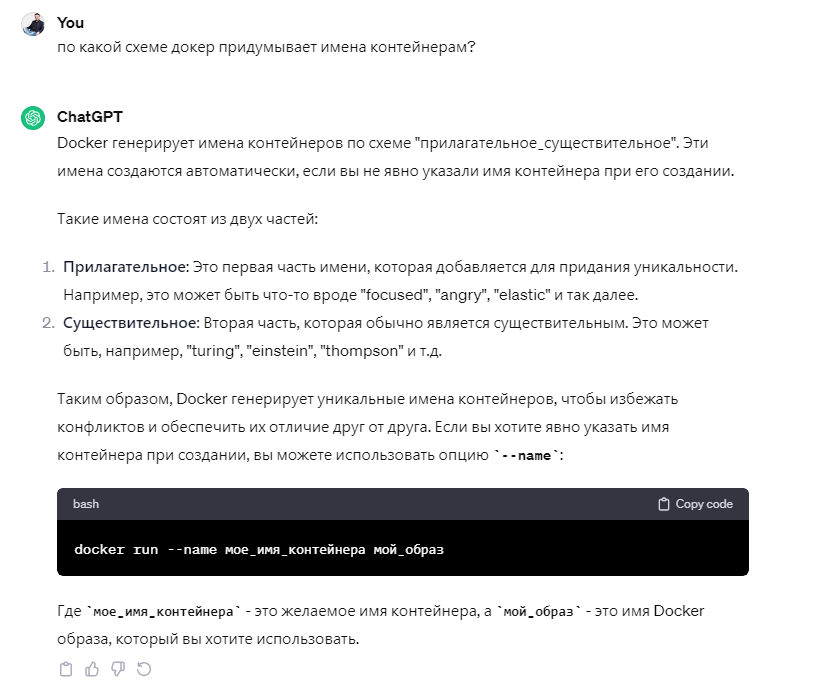 You
по какой схеме докер придумывает имена контейнерам?
ChatGPT
Docker генерирует имена контейнеров по схеме "прилагательное_существительное". Эти
имена создаются автоматически, если вы не явно указали имя контейнера при его создании.
Такие имена состоят из двух частей:
1. Прилагательное: Это первая часть имени, которая добавляется для придания уникальности.
Например, это может быть что-то вроде "focused", "angry", "elastic" и так далее.
2. Существительное: Вторая часть, которая обычно является существительным. Это может
быть, например, "turing", "einstein", "thompson" и т.д.
Таким образом, Docker генерирует уникальные имена контейнеров, чтобы избежать
конфликтов и обеспечить их отличие друг от друга. Если вы хотите явно указать имя
контейнера при создании, вы можете использовать опцию `--name`:
bash Copy code
docker run --name мое_имя_контейнера мой_образ
Где `мое_имя_контейнера` - это желаемое имя контейнера, а `мой_образ` - это имя Docker
образа, который вы хотите использовать.